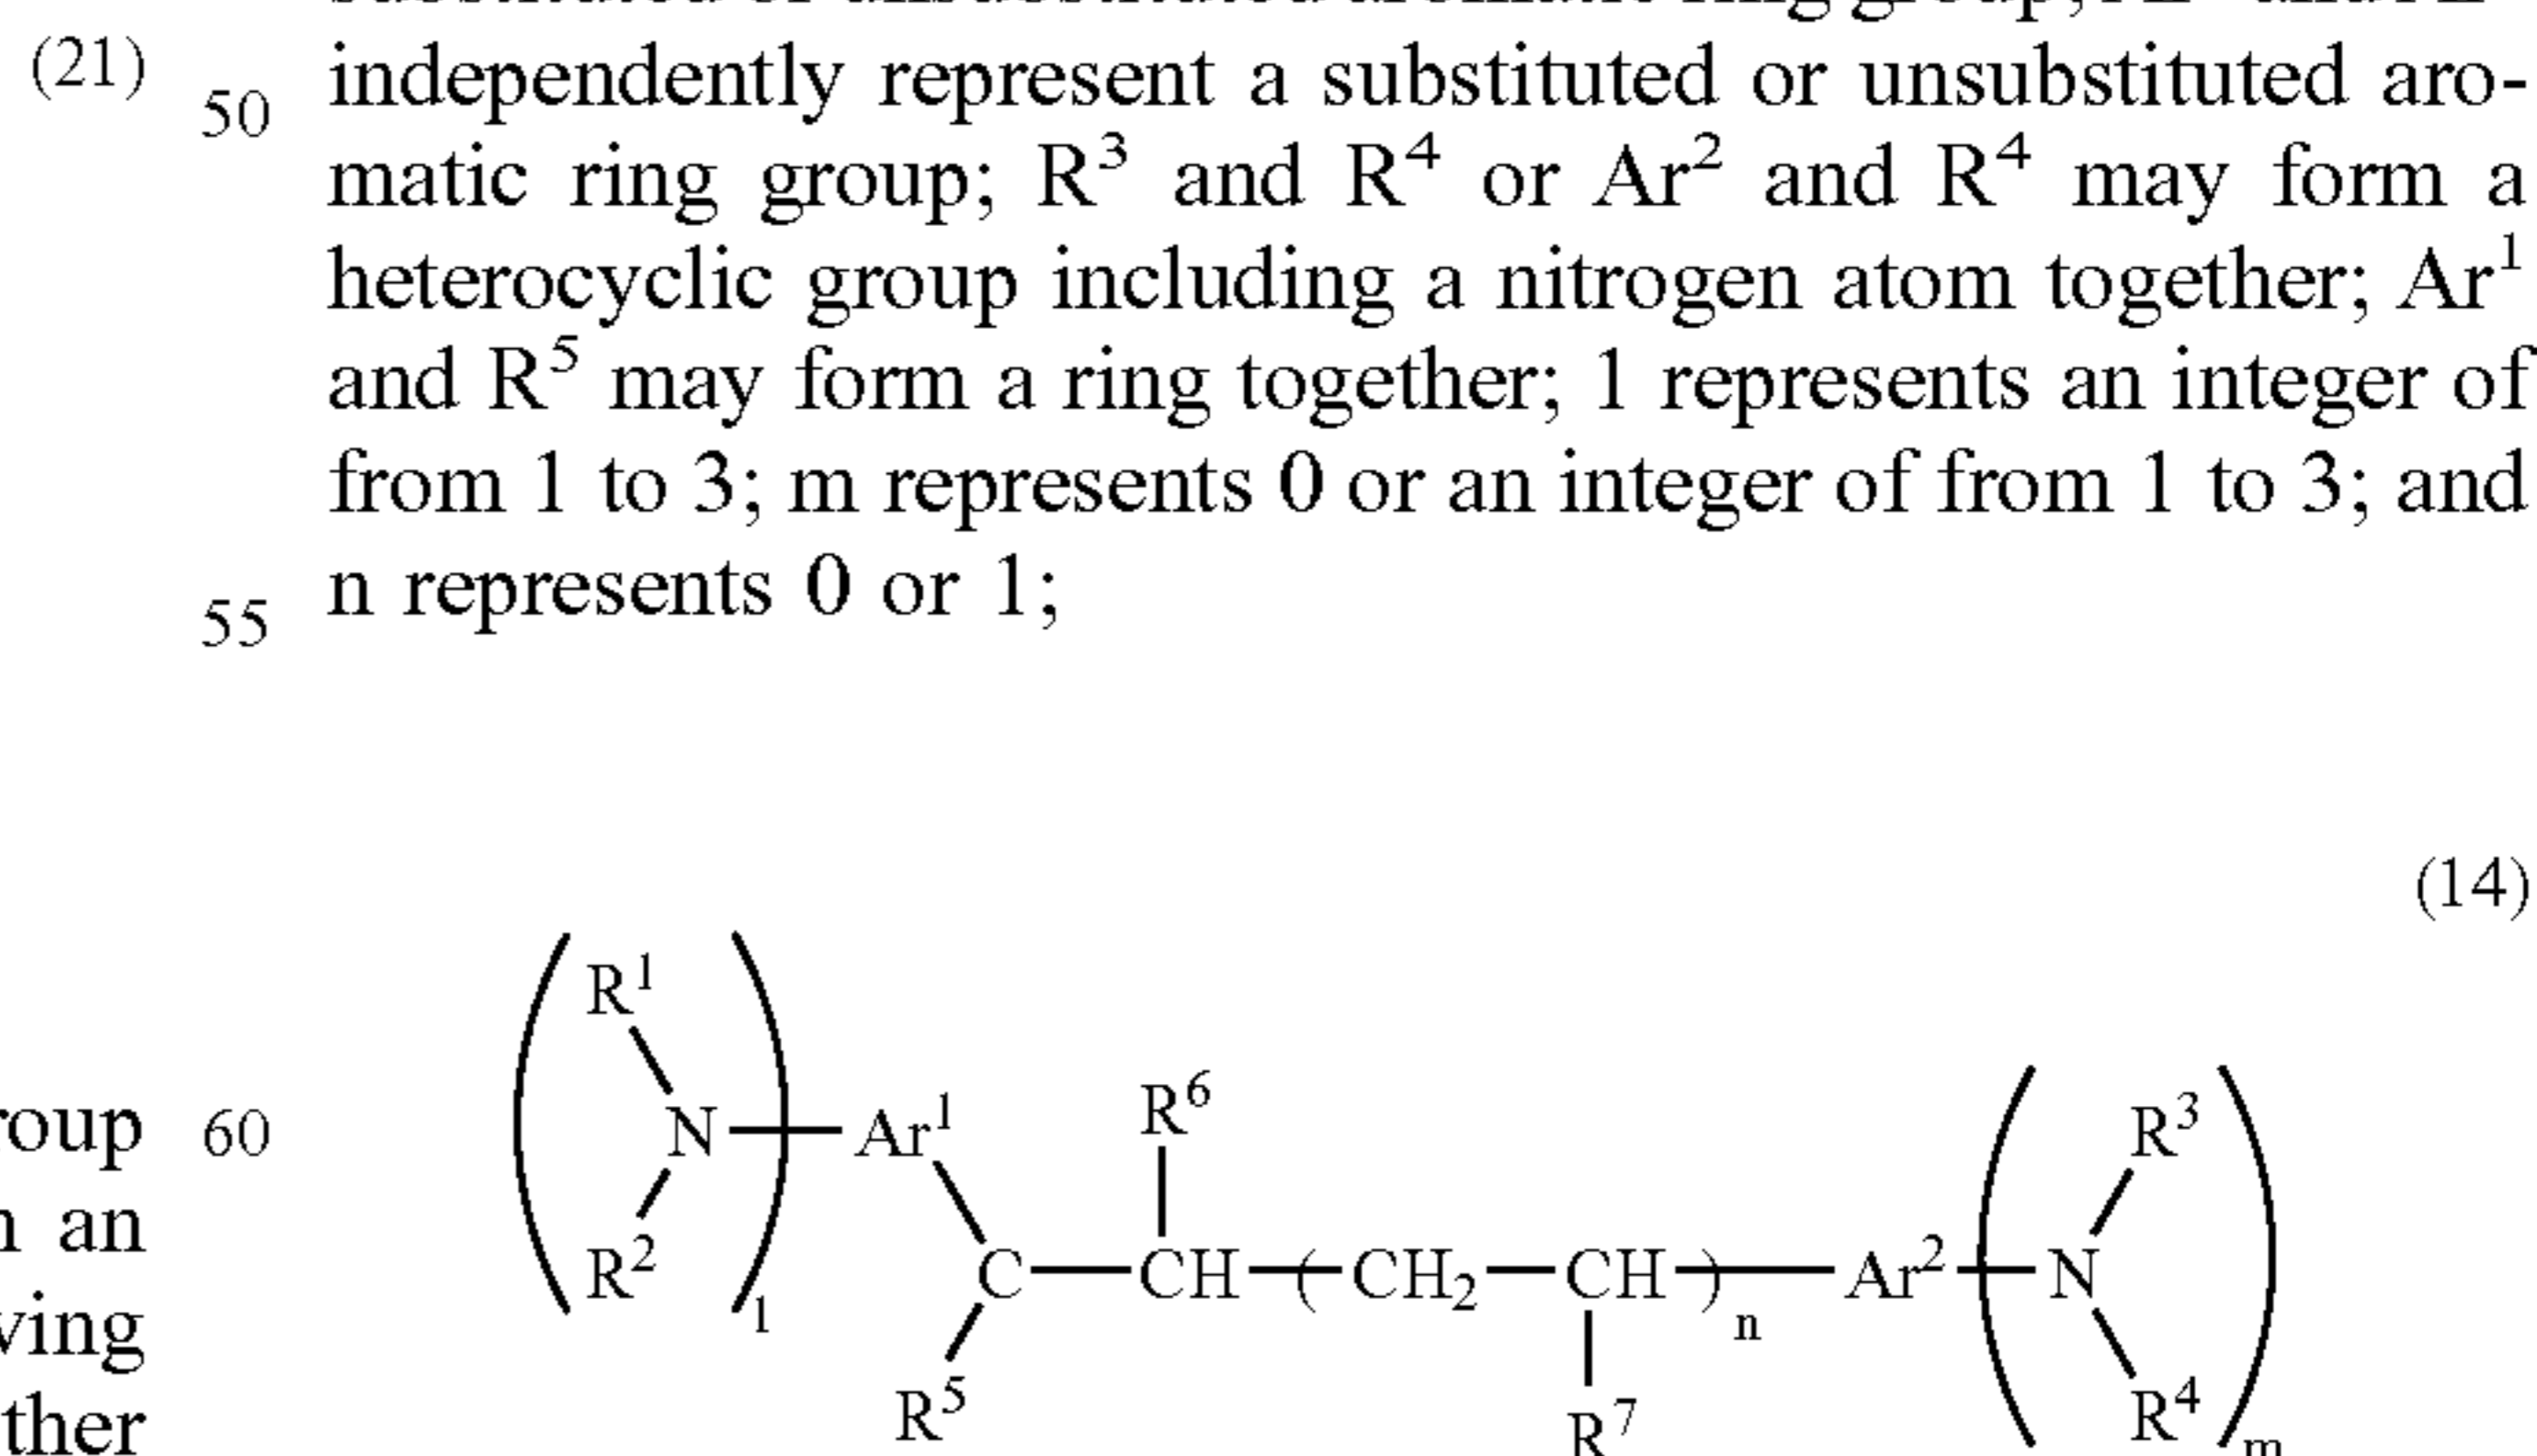 (21)
50
independently represent a substituted or unsubstituted aro-
matic ring group; R³ and R⁴ or Ar² and R⁴ may form a
heterocyclic group including a nitrogen atom together; Ar¹
and R⁵ may form a ring together; 1 represents an integer of
from 1 to 3; m represents 0 or an integer of from 1 to 3; and
n represents 0 or 1;
55
(14)
R¹
R⁶
R³
60
N
Ar¹
R²
1
C
CH
( CH₂
CH )
n
Ar²
N
R⁵
R⁷
R⁴
m
an